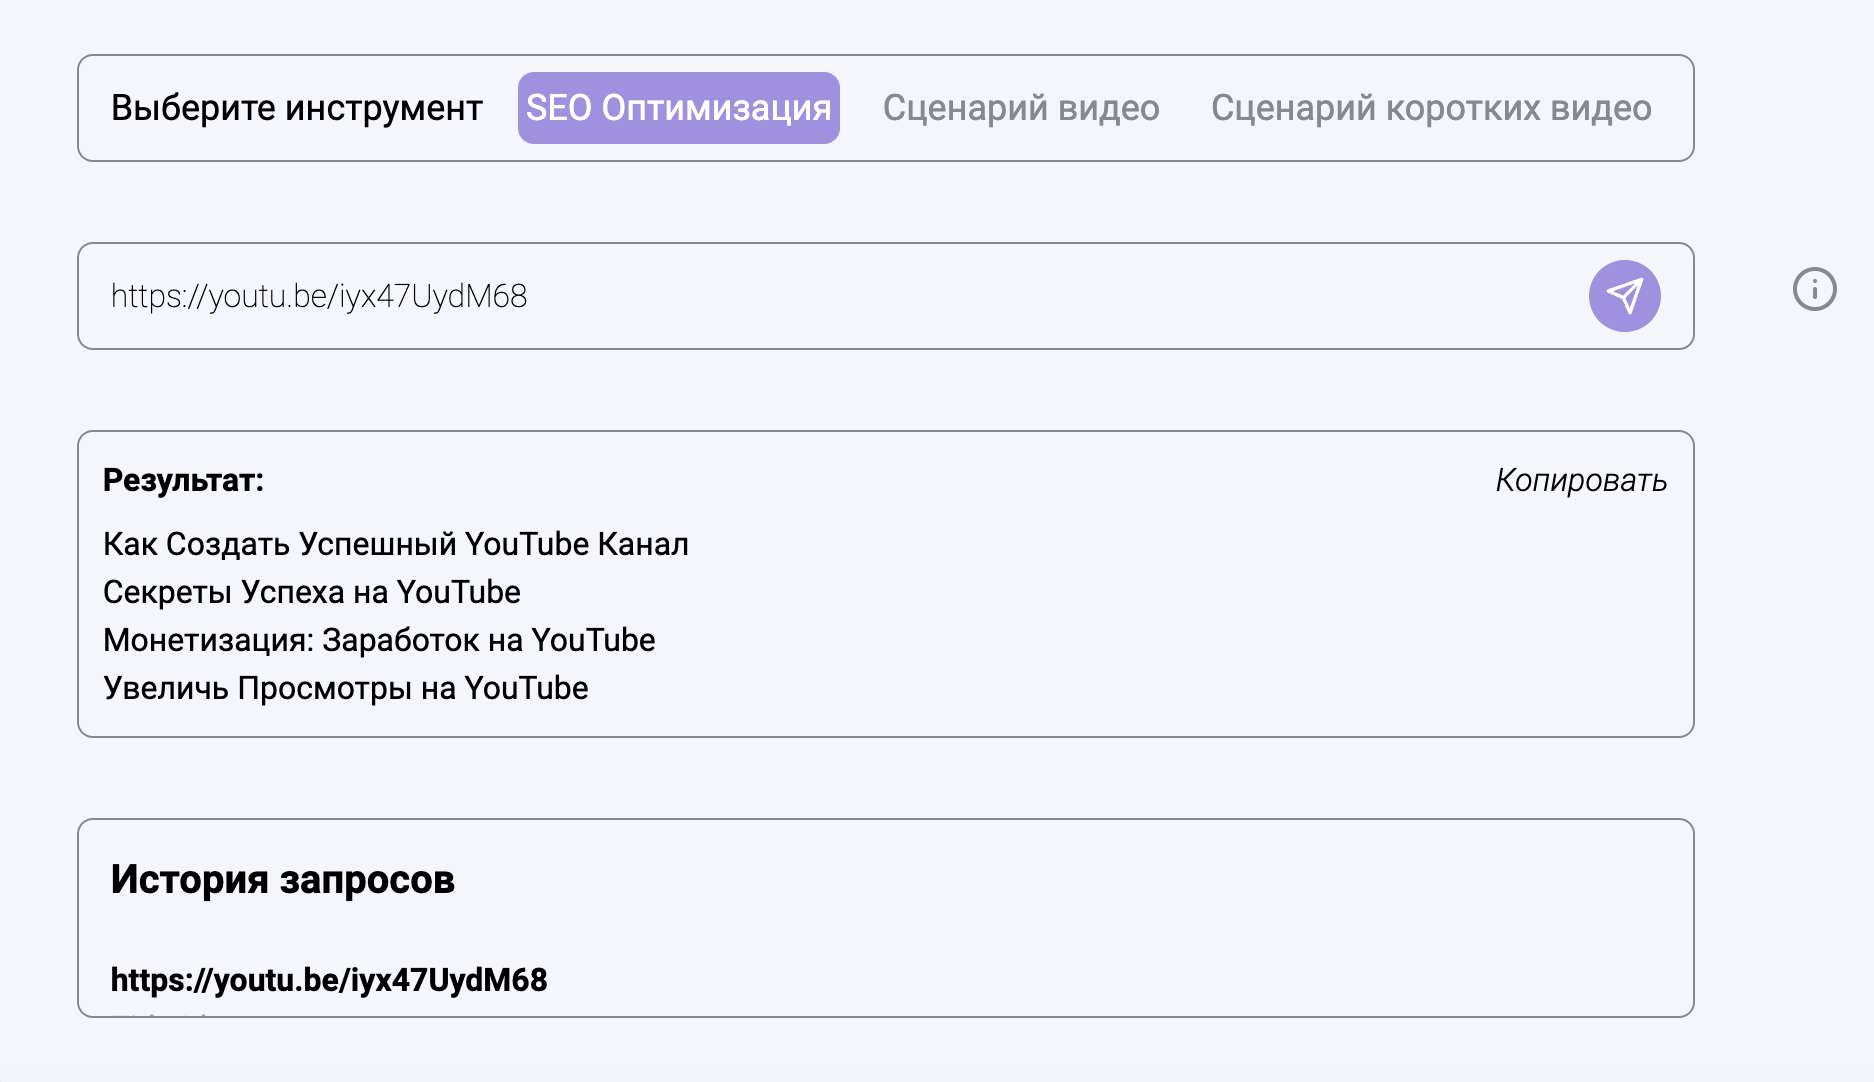 Выберите инструмент SEO Оптимизация Сценарий видео Сценарий коротких видео
https://youtu.be/iyx47UydM68
Результат: Копировать
Как Создать Успешный YouTube Канал
Секреты Успеха на YouTube
Монетизация: Заработок на YouTube
Увеличь Просмотры на YouTube
История запросов
https://youtu.be/iyx47UydM68